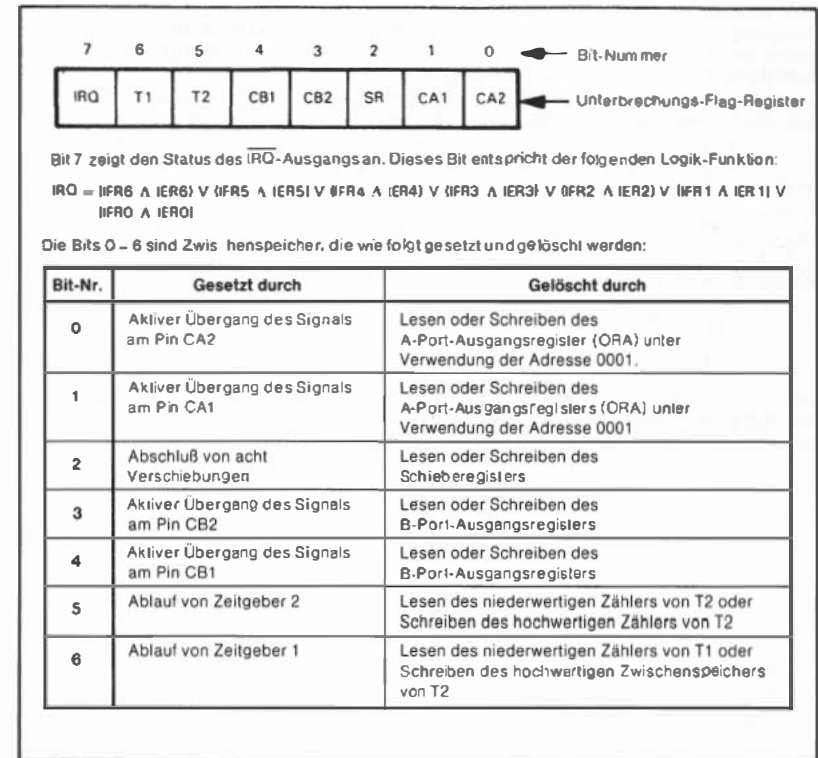 7 6 5 4 3 2 1 0 Bit-Nummer
IRQ T1 T2 CB1 CB2 SR CA1 CA2 Unterbrechungs-Flag-Register
Bit 7 zeigt den Status des IRQ-Ausgangs an. Dieses Bit entspricht der folgenden Logik-Funktion:
IRQ = (IFR6 Λ IER6) V (IFR5 Λ IER5) V (IFR4 Λ IER4) V (IFR3 Λ IER3) V (IFR2 Λ IER2) V (IFR1 Λ IER1) V
(IFR0 Λ IER0)
Die Bits 0 – 6 sind Zwis henspeicher, die wie folgt gesetzt und gelöscht werden:
Bit-Nr. Gesetzt durch Gelöscht durch
0
Aktiver Übergang des Signals
am Pin CA2
Lesen oder Schreiben des
A-Port-Ausgangsregister (ORA) unter
Verwendung der Adresse 0001.
1
Aktiver Übergang des Signals
am Pin CA1
Lesen oder Schreiben des
A-Port-Ausgangsregisters (ORA) unter
Verwendung der Adresse 0001
2
Abschluß von acht
Verschiebungen
Lesen oder Schreiben des
Schieberegisters
3
Aktiver Übergang des Signals
am Pin CB2
Lesen oder Schreiben des
B-Port-Ausgangsregisters
4
Aktiver Übergang des Signals
am Pin CB1
Lesen oder Schreiben des
B-Port-Ausgangsregisters
5
Ablauf von Zeitgeber 2
Lesen des niederwertigen Zählers von T2 oder
Schreiben des hochwertigen Zählers von T2
6
Ablauf von Zeitgeber 1
Lesen des niederwertigen Zählers von T1 oder
Schreiben des hochwertigen Zwischenspeichers
von T2